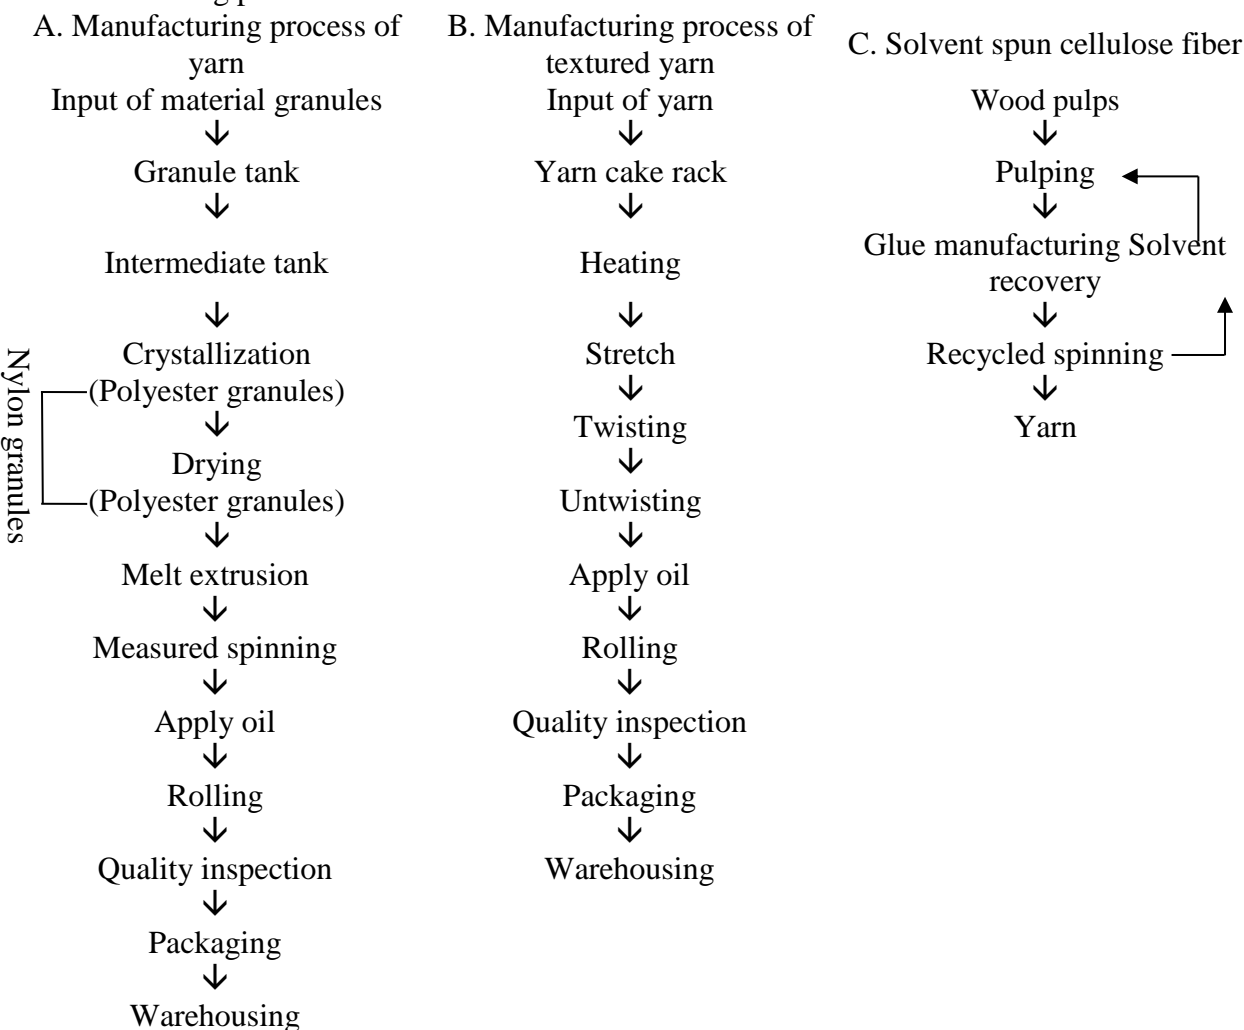 A. Manufacturing process of
yarn
Input of material granules
Granule tank
Intermediate tank
Crystallization
(Polyester granules)
Drying
(Polyester granules)
Nylon granules
Melt extrusion
Measured spinning
Apply oil
Rolling
Quality inspection
Packaging
Warehousing
B. Manufacturing process of
textured yarn
Input of yarn
Yarn cake rack
Heating
Stretch
Twisting
Untwisting
Apply oil
Rolling
Quality inspection
Packaging
Warehousing
C. Solvent spun cellulose fiber
Wood pulps
Pulping
Glue manufacturing Solvent
recovery
Recycled spinning
Yarn